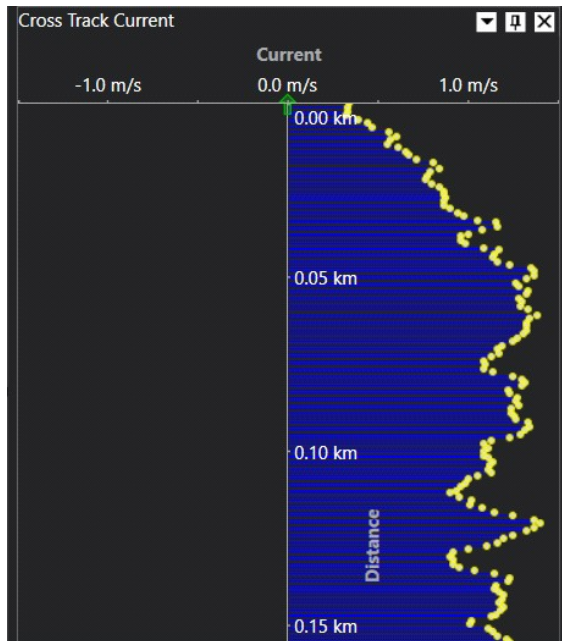 Cross Track Current
Current
-1.0 m/s 0.0 m/s 1.0 m/s
0.00 km
0.05 km
0.10 km
Distance
0.15 km